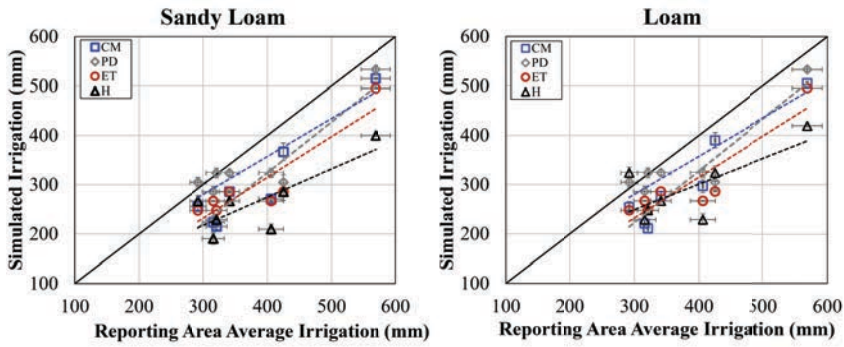 Sandy Loam
600
500
400
300
200
100
100 200 300 400 500 600
Simulated Irrigation (mm)
Reporting Area Average Irrigation (mm)
CM
PD
ET
H
Loam
600
500
400
300
200
100
100 200 300 400 500 600
Simulated Irrigation (mm)
Reporting Area Average Irrigation (mm)
CM
PD
ET
H